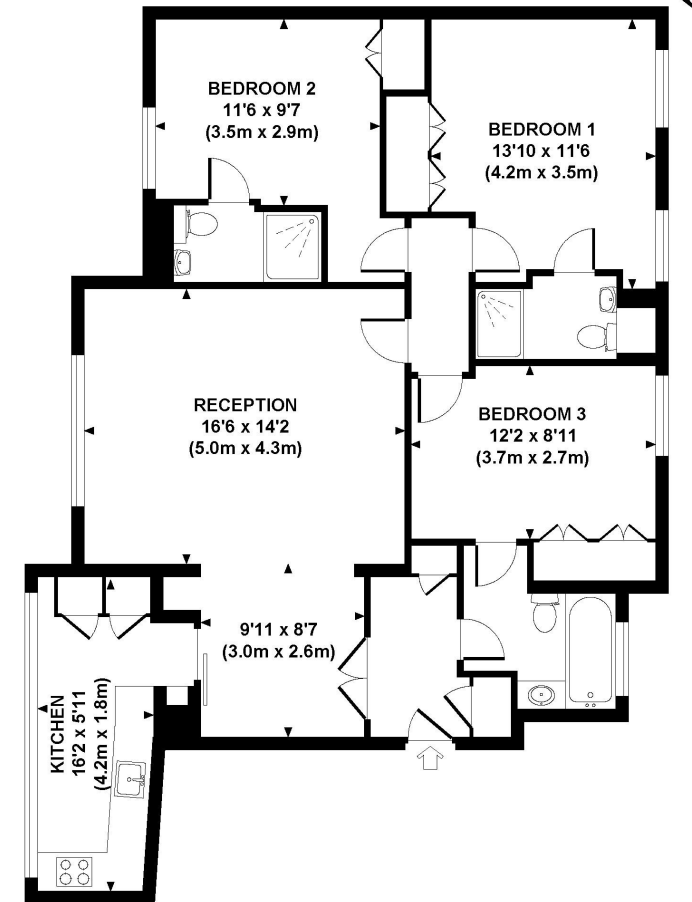 BEDROOM 2
11'6 x 9'7
(3.5m x 2.9m)
BEDROOM 1
13'10 x 11'6
(4.2m x 3.5m)
RECEPTION
16'6 x 14'2
(5.0m x 4.3m)
BEDROOM 3
12'2 x 8'11
(3.7m x 2.7m)
9'11 x 8'7
(3.0m x 2.6m)
KITCHEN
16'2 x 5'11
(4.2m x 1.8m)